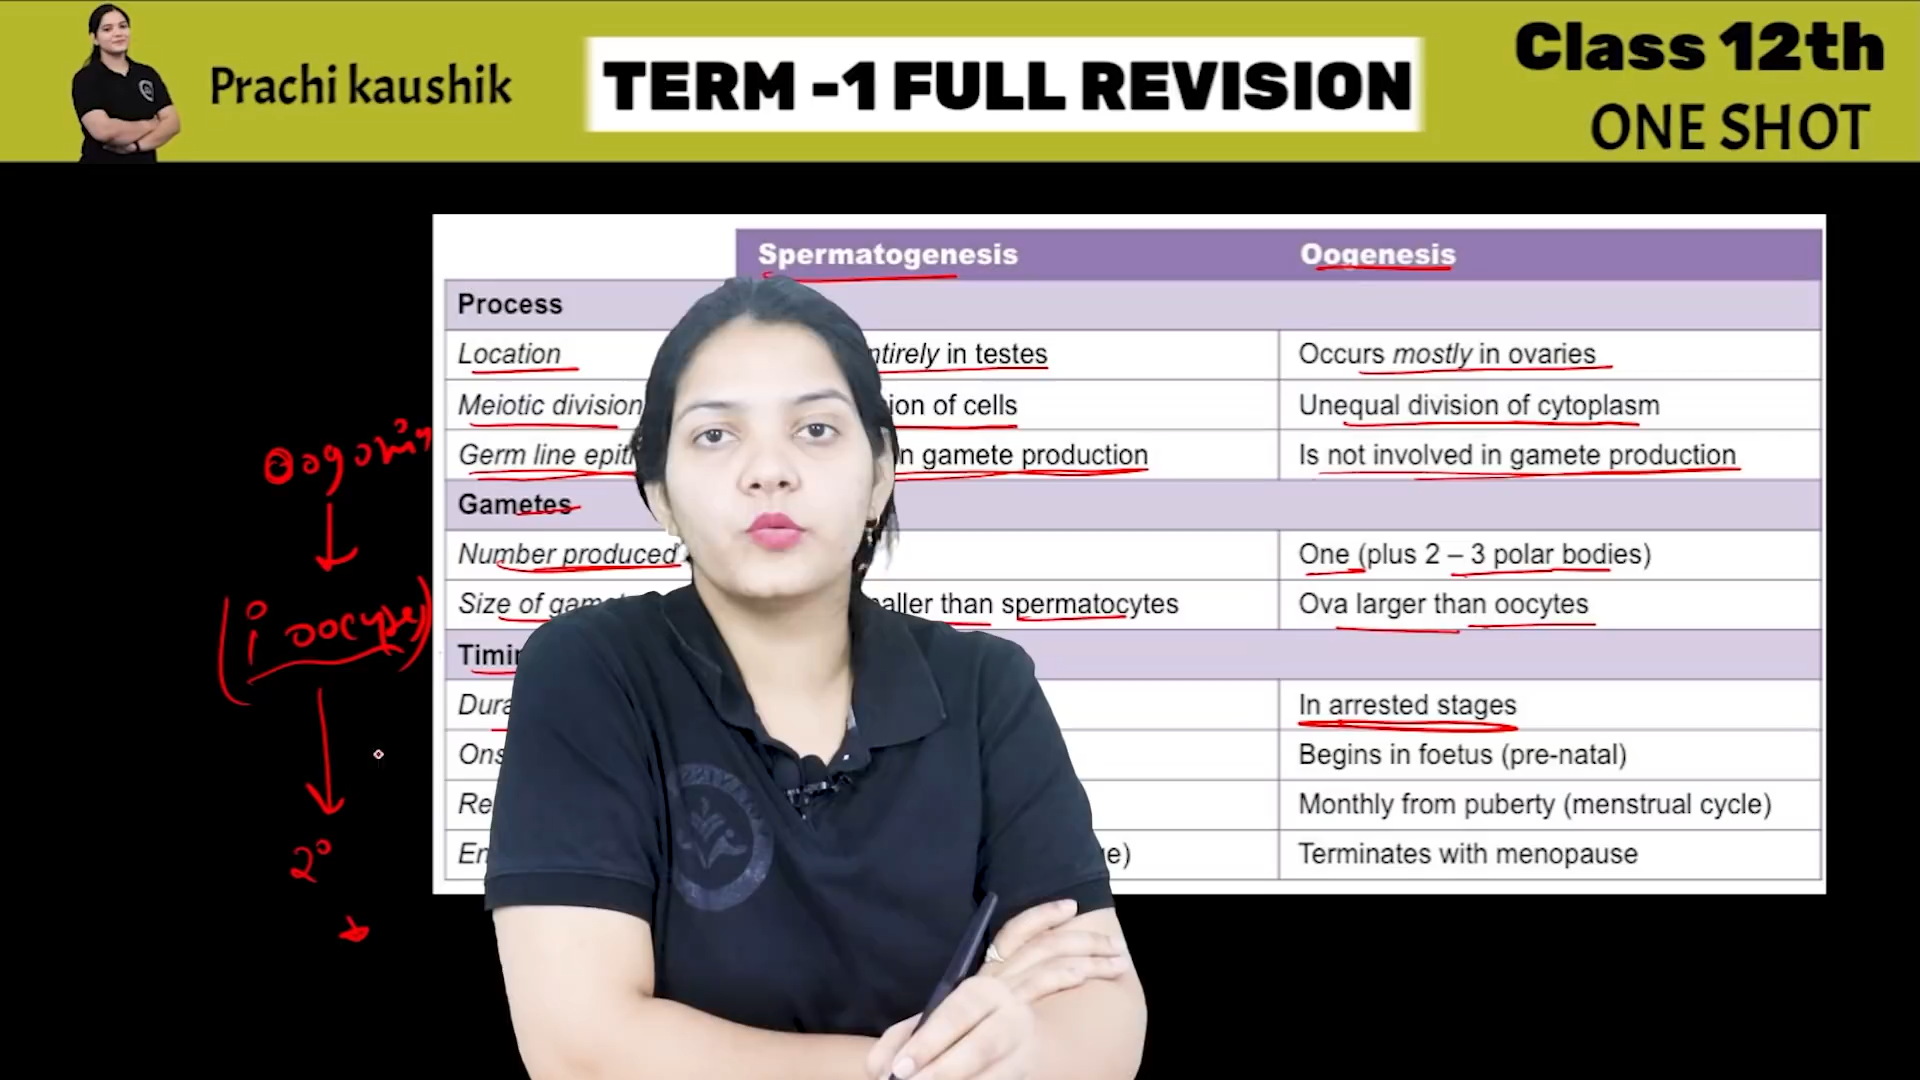 Prachi kaushik
TERM -1 FULL REVISION
Class 12th
ONE SHOT
Spermatogenesis Oogenesis
Process
Location ntirely in testes Occurs mostly in ovaries
Meiotic division ion of cells Unequal division of cytoplasm
Germ line epit n gamete production Is not involved in gamete production
Gametes
Number produced One (plus 2 – 3 polar bodies)
Size of gam aller than spermatocytes Ova larger than oocytes
Timi
Dura In arrested stages
Ons Begins in foetus (pre-natal)
Re Monthly from puberty (menstrual cycle)
En e) Terminates with menopause
(i oocyte)
2°